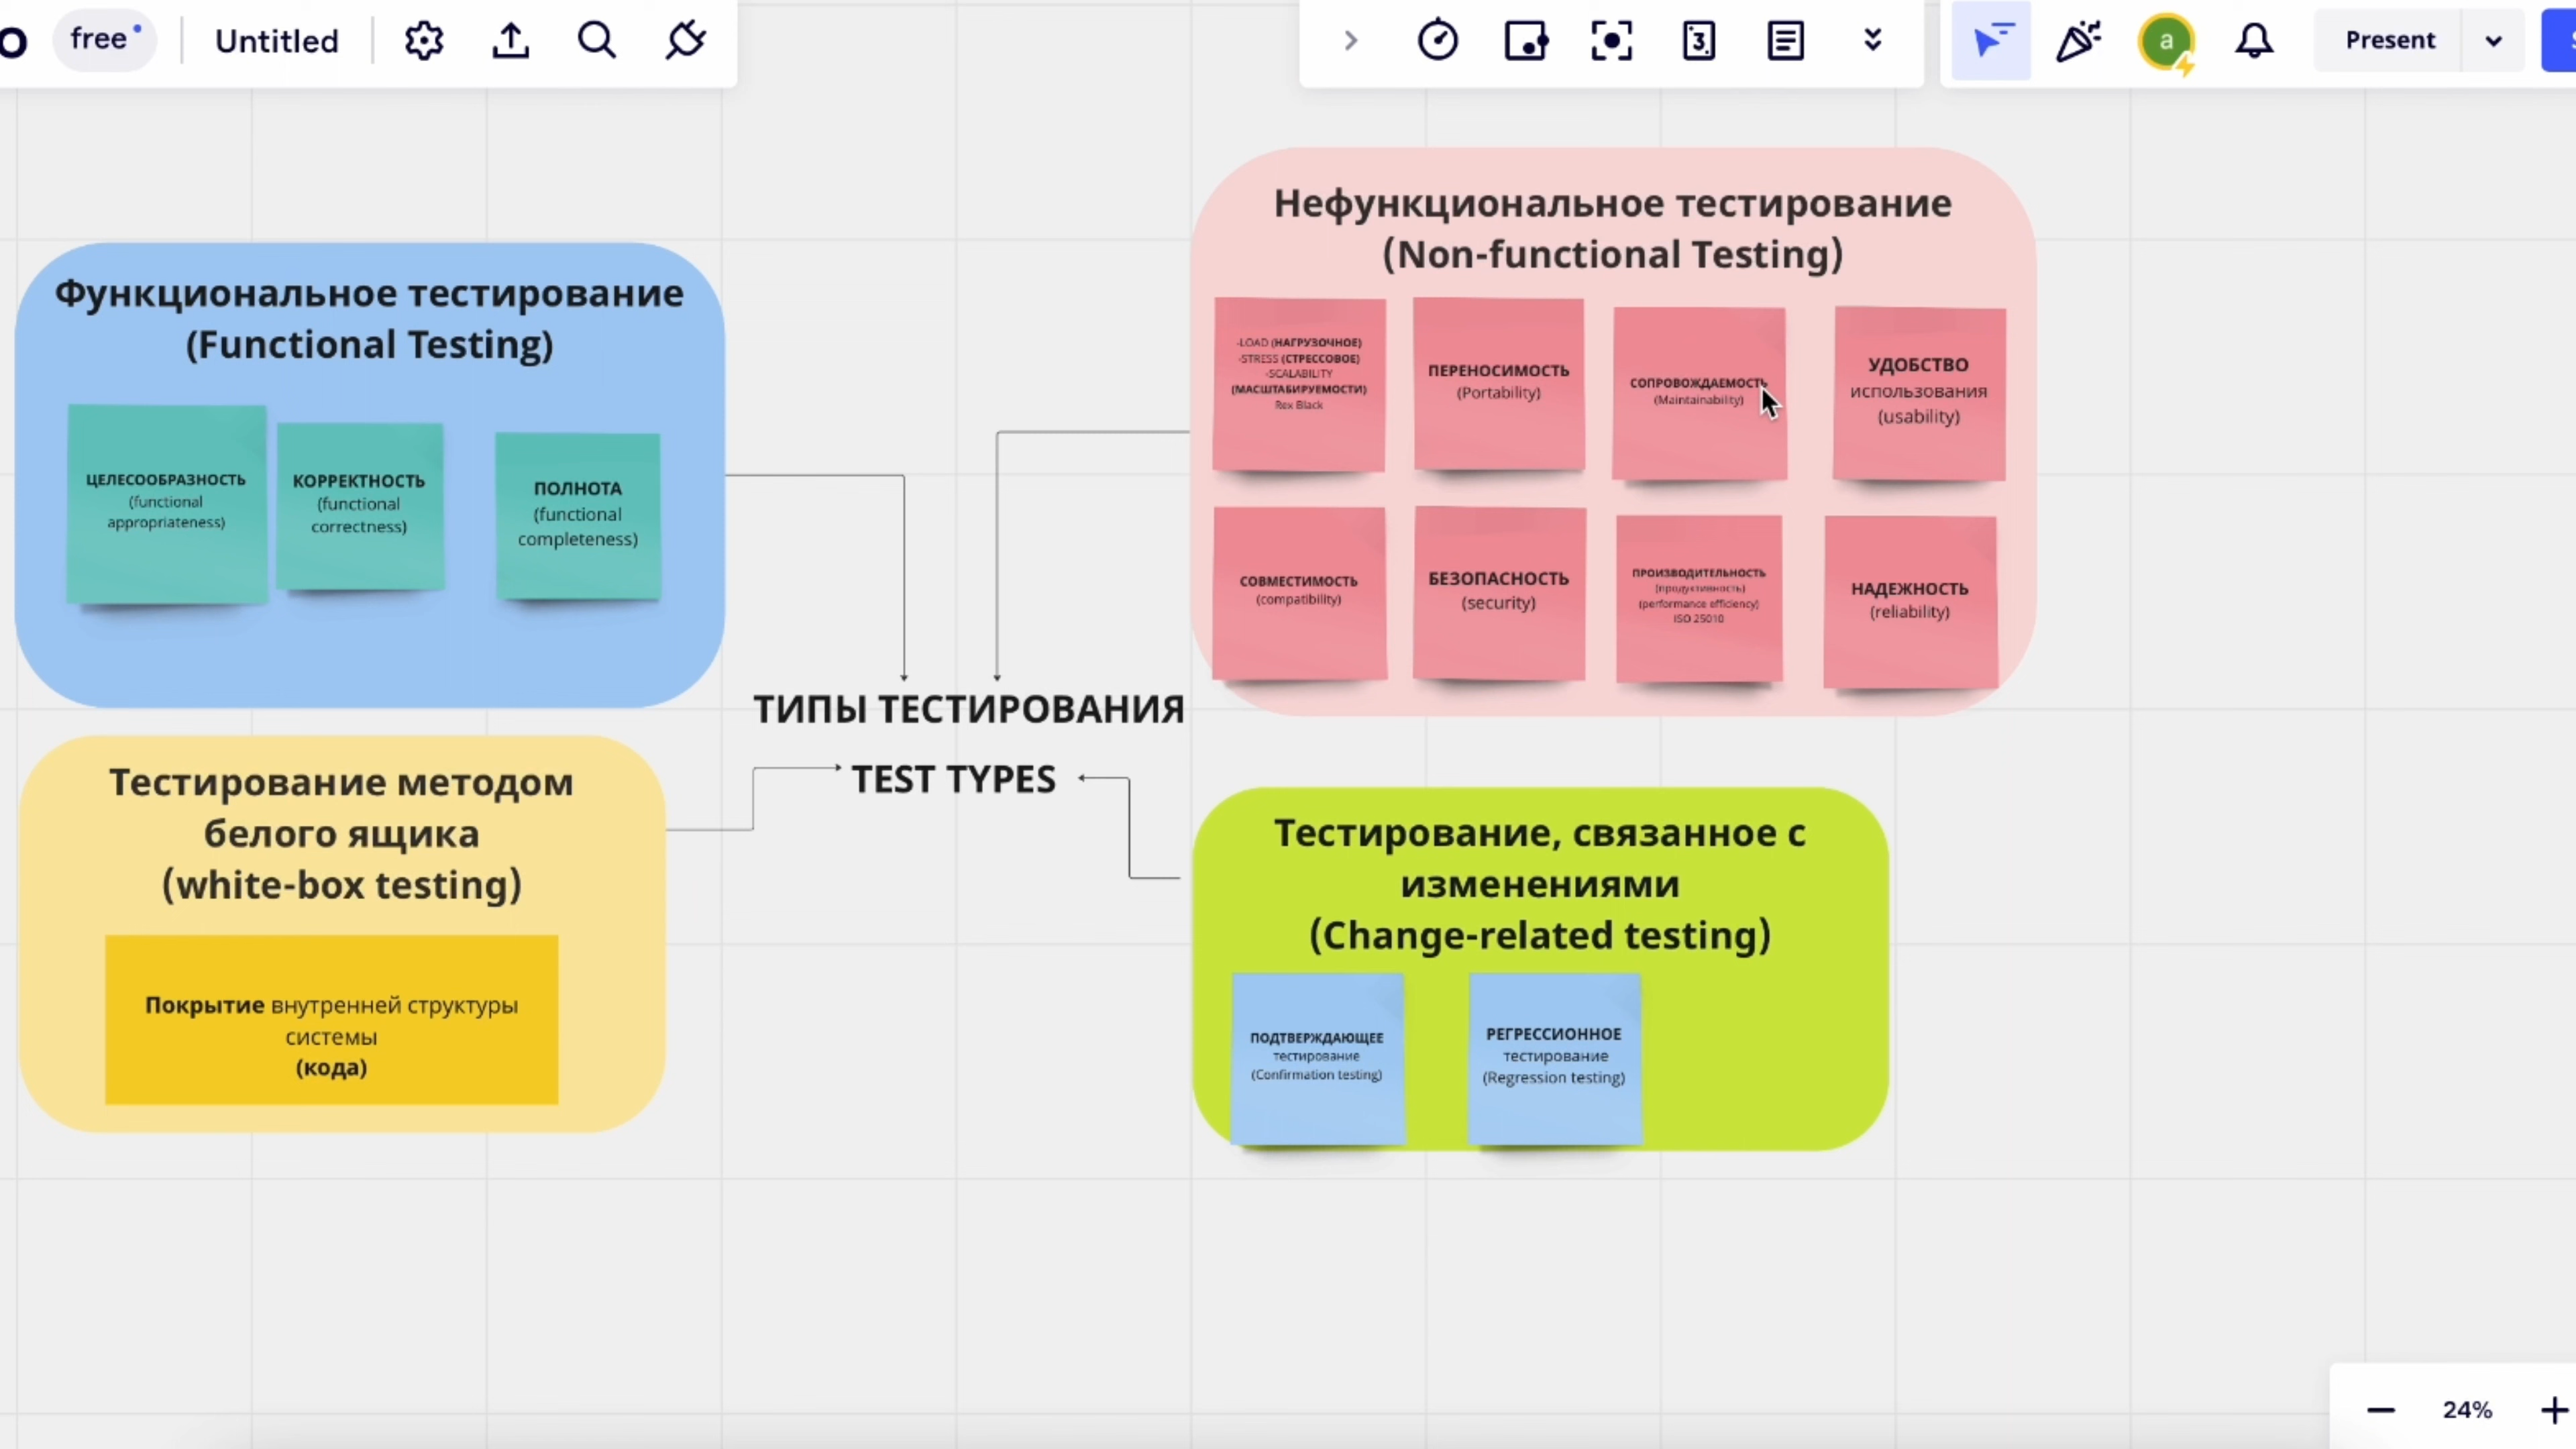 free
Untitled
3
a
Present
Функциональное тестирование
(Functional Testing)
ЦЕЛЕСООБРАЗНОСТЬ
(functional
appropriateness)
КОРРЕКТНОСТЬ
(functional
correctness)
ПОЛНОТА
(functional
completeness)
Нефункциональное тестирование
(Non-functional Testing)
-LOAD (НАГРУЗОЧНОЕ)
-STRESS (СТРЕССОВОЕ)
-SCALABILITY
(МАСШТАБИРУЕМОСТИ)
Rex Black
ПЕРЕНОСИМОСТЬ
(Portability)
СОПРОВОЖДАЕМОСТЬ
(Maintainability)
УДОБСТВО
использования
(usability)
СОВМЕСТИМОСТЬ
(compatibility)
БЕЗОПАСНОСТЬ
(security)
ПРОИЗВОДИТЕЛЬНОСТЬ
(продуктивность)
(performance efficiency)
ISO 25010
НАДЕЖНОСТЬ
(reliability)
ТИПЫ ТЕСТИРОВАНИЯ
TEST TYPES
Тестирование методом
белого ящика
(white-box testing)
Покрытие внутренней структуры
системы
(кода)
Тестирование, связанное с
изменениями
(Change-related testing)
ПОДТВЕРЖДАЮЩЕЕ
тестирование
(Confirmation testing)
РЕГРЕССИОННОЕ
тестирование
(Regression testing)
24%